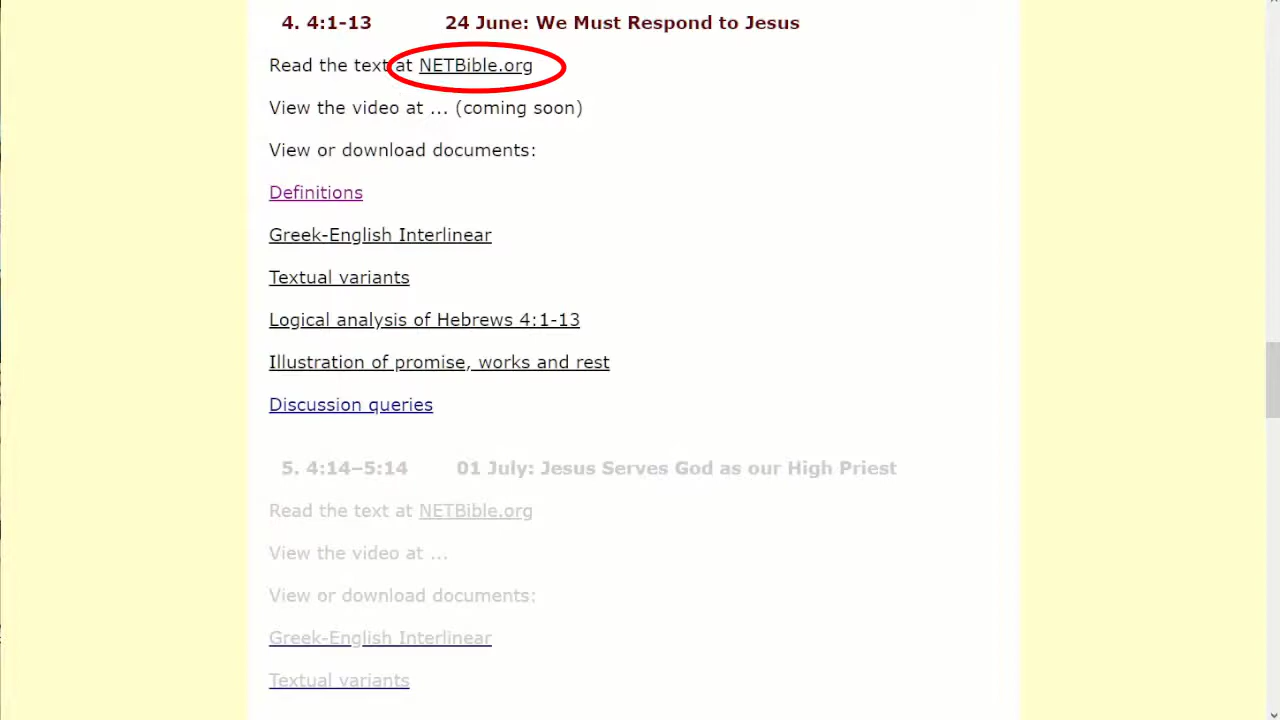 4. 4:1-13 24 June: We Must Respond to Jesus
Read the text at NETBible.org
View the video at ... (coming soon)
View or download documents:
Definitions
Greek-English Interlinear
Textual variants
Logical analysis of Hebrews 4:1-13
Illustration of promise, works and rest
Discussion queries
5. 4:14–5:14 01 July: Jesus Serves God as our High Priest
Read the text at NETBible.org
View the video at ...
View or download documents:
Greek-English Interlinear
Textual variants